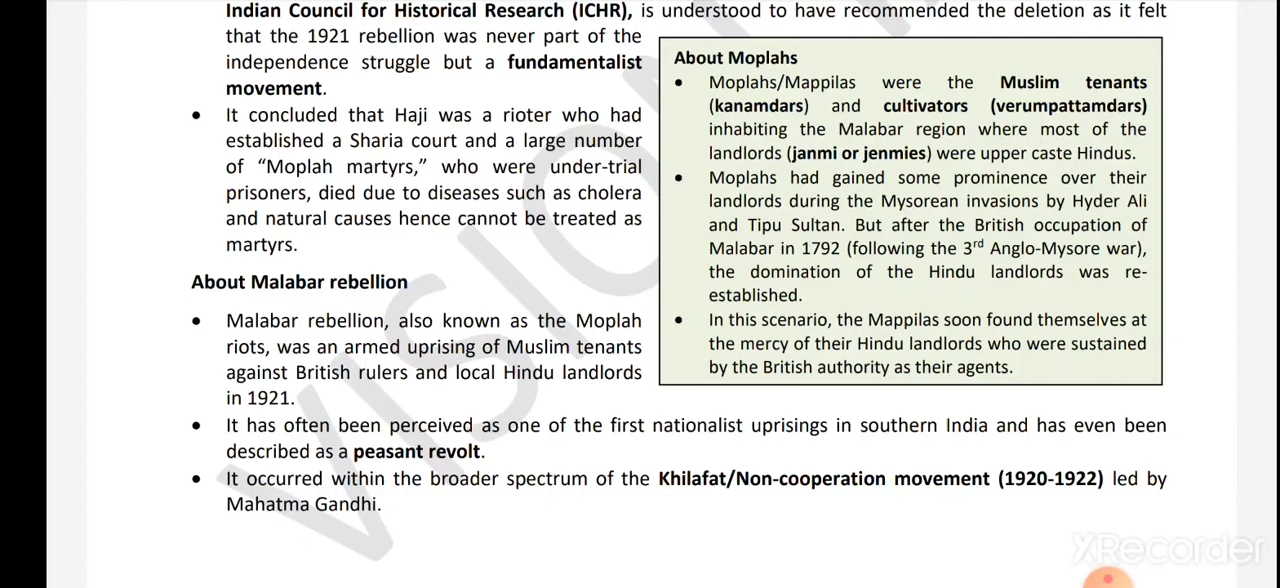 Indian Council for Historical Research (ICHR), is understood to have recommended the deletion as it felt
that the 1921 rebellion was never part of the
independence struggle but a fundamentalist
movement.
• It concluded that Haji was a rioter who had
established a Sharia court and a large number
of “Moplah martyrs,” who were under-trial
prisoners, died due to diseases such as cholera
and natural causes hence cannot be treated as
martyrs.
About Malabar rebellion
• Malabar rebellion, also known as the Moplah
riots, was an armed uprising of Muslim tenants
against British rulers and local Hindu landlords
in 1921.
About Moplahs
• Moplahs/Mappilas were the Muslim tenants
(kanamdars) and cultivators (verumpattamdars)
inhabiting the Malabar region where most of the
landlords (janmi or jenmies) were upper caste Hindus.
• Moplahs had gained some prominence over their
landlords during the Mysorean invasions by Hyder Ali
and Tipu Sultan. But after the British occupation of
Malabar in 1792 (following the 3rd Anglo-Mysore war),
the domination of the Hindu landlords was re-
established.
• In this scenario, the Mappilas soon found themselves at
the mercy of their Hindu landlords who were sustained
by the British authority as their agents.
• It has often been perceived as one of the first nationalist uprisings in southern India and has even been
described as a peasant revolt.
• It occurred within the broader spectrum of the Khilafat/Non-cooperation movement (1920-1922) led by
Mahatma Gandhi.
VISION
XRecorder